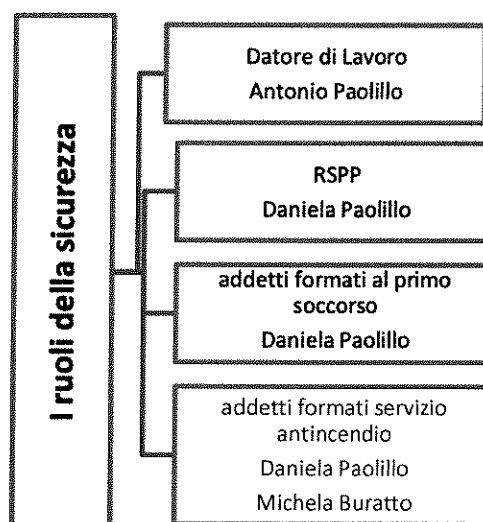 I ruoli della sicurezza
Datore di Lavoro
Antonio Paolillo
RSPP
Daniela Paolillo
addetti formati al primo
soccorso
Daniela Paolillo
addetti formati servizio
antincendio
Daniela Paolillo
Michela Buratto